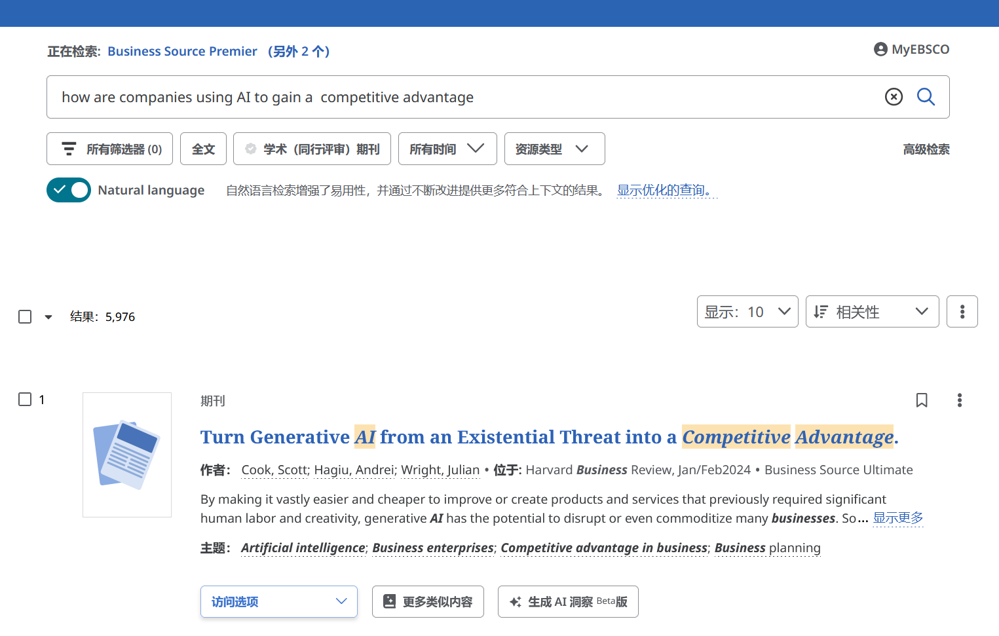 正在检索: Business Source Premier （另外 2 个）
MyEBSCO
how are companies using AI to gain a  competitive advantage
所有筛选器 (0)
全文
学术（同行评审）期刊
所有时间
资源类型
高级检索
Natural language
自然语言检索增强了易用性，并通过不断改进提供更多符合上下文的结果。 显示优化的查询。
结果：5,976
显示：10
相关性
1
期刊
Turn Generative AI from an Existential Threat into a Competitive Advantage.
作者： Cook, Scott; Hagiu, Andrei; Wright, Julian • 位于: Harvard Business Review, Jan/Feb2024 • Business Source Ultimate
By making it vastly easier and cheaper to improve or create products and services that previously required significant
human labor and creativity, generative AI has the potential to disrupt or even commoditize many businesses. So... 显示更多
主题： Artificial intelligence; Business enterprises; Competitive advantage in business; Business planning
访问选项
更多类似内容
生成 AI 洞察 Beta版